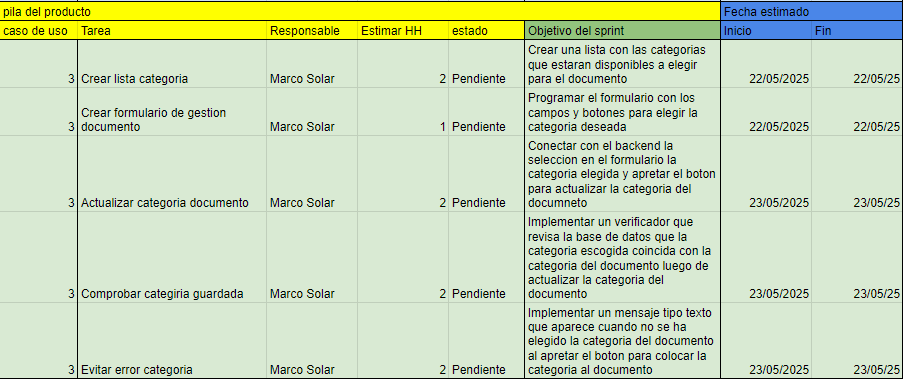 pila del producto Fecha estimado
caso de uso Tarea Responsable Estimar HH estado Objetivo del sprint Inicio Fin
Crear una lista con las categorias
que estaran disponibles a elegir
3 Crear lista categoria Marco Solar 2 Pendiente para el documento 22/05/2025 22/05/25
Programar el formulario con los
Crear formulario de gestion campos y botones para elegir la
3 documento Marco Solar 1 Pendiente categoria deseada 22/05/2025 22/05/25
Conectar con el backend la
seleccion en el formulario la
categoria elegida y apretar el boton
para actualizar la categoria del
3 Actualizar categoria documento Marco Solar 2 Pendiente documneto 23/05/2025 23/05/25
Implementar un verificador que
revisa la base de datos que la
categoria escogida coincida con la
categoria del documento luego de
actualizar la categoria del
3 Comprobar categiria guardada Marco Solar 2 Pendiente documento 23/05/2025 23/05/25
Implementar un mensaje tipo texto
que aparece cuando no se ha
elegido la categoria del documento
al apretar el boton para colocar la
3 Evitar error categoria Marco Solar 2 Pendiente categoria al documento 23/05/2025 23/05/25